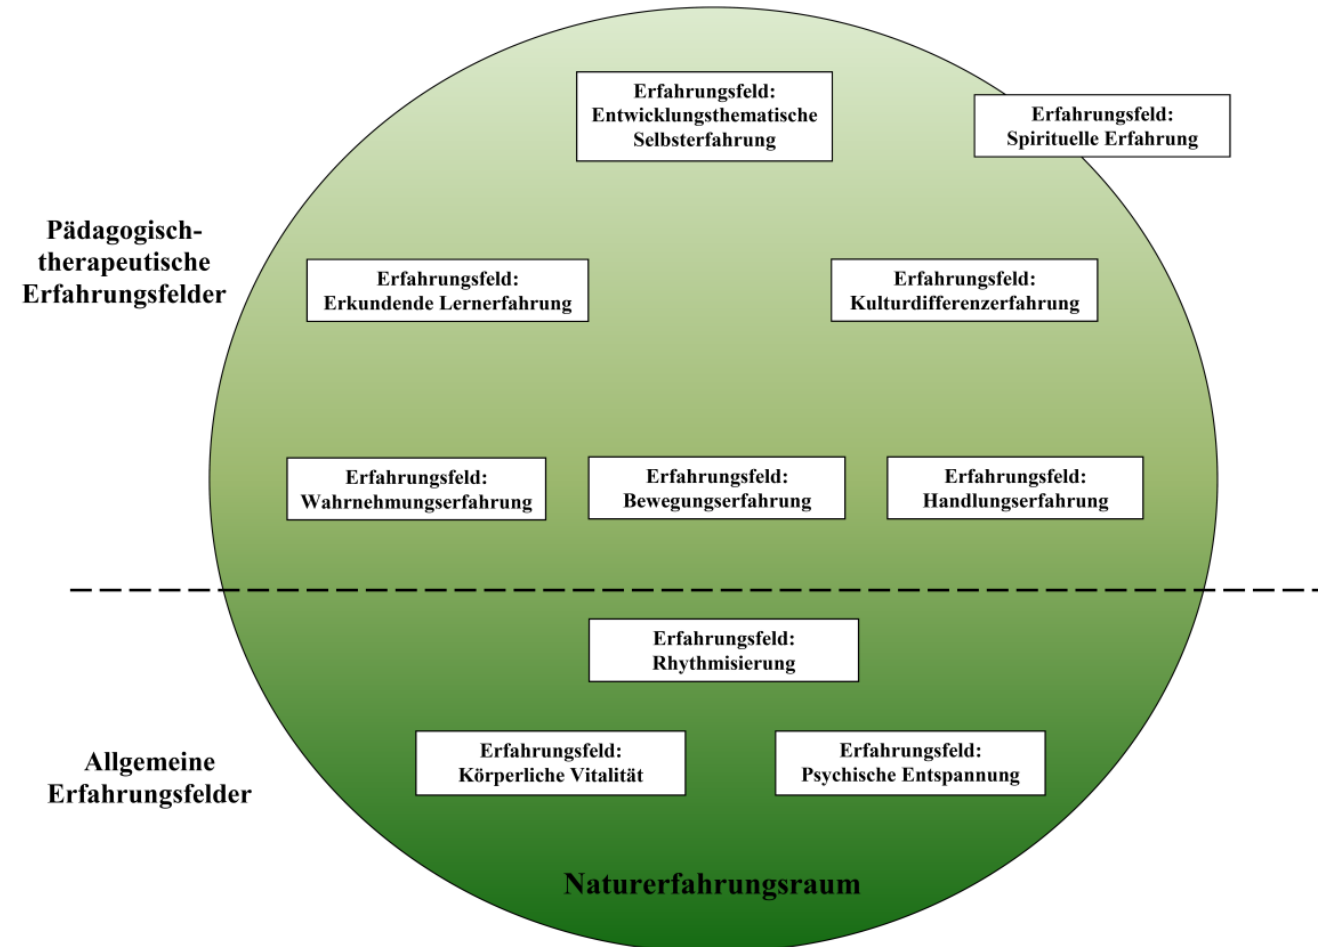 Erfahrungsfeld:
Entwicklungsthematische
Selbsterfahrung
Erfahrungsfeld:
Spirituelle Erfahrung
Pädagogisch-
therapeutische
Erfahrungsfelder
Erfahrungsfeld:
Erkundende Lernerfahrung
Erfahrungsfeld:
Kulturdifferenzerfahrung
Erfahrungsfeld:
Wahrnehmungserfahrung
Erfahrungsfeld:
Bewegungserfahrung
Erfahrungsfeld:
Handlungserfahrung
Erfahrungsfeld:
Rhythmisierung
Allgemeine
Erfahrungsfelder
Erfahrungsfeld:
Körperliche Vitalität
Erfahrungsfeld:
Psychische Entspannung
Naturerfahrungsraum